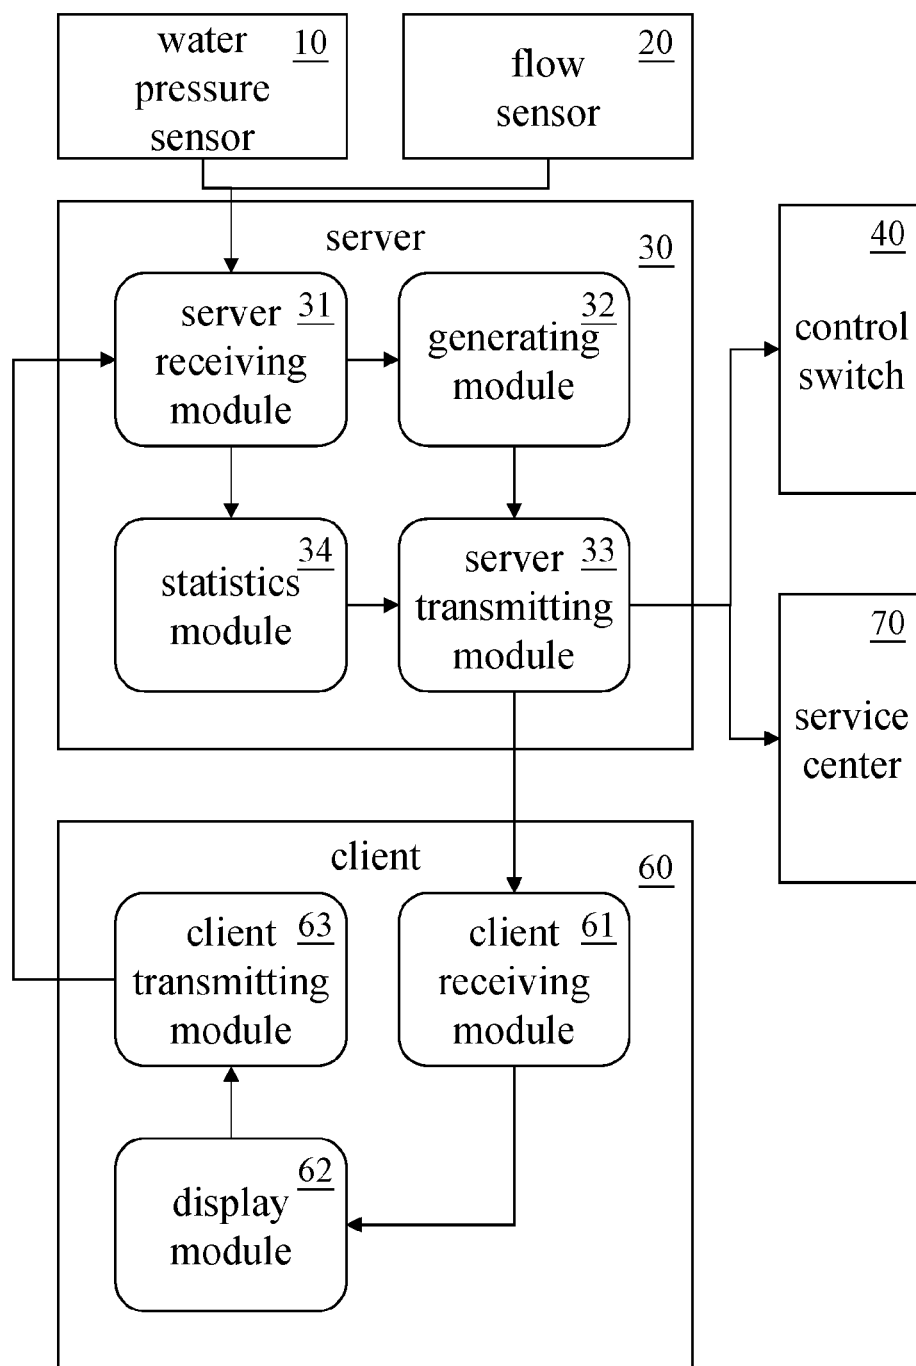 water 10
pressure
sensor
20
flow
sensor
server
30
server 31
receiving
module
32
generating
module
40
control
switch
34
statistics
module
server 33
transmitting
module
70
service
center
client
60
client 63
transmitting
module
client 61
receiving
module
62
display
module